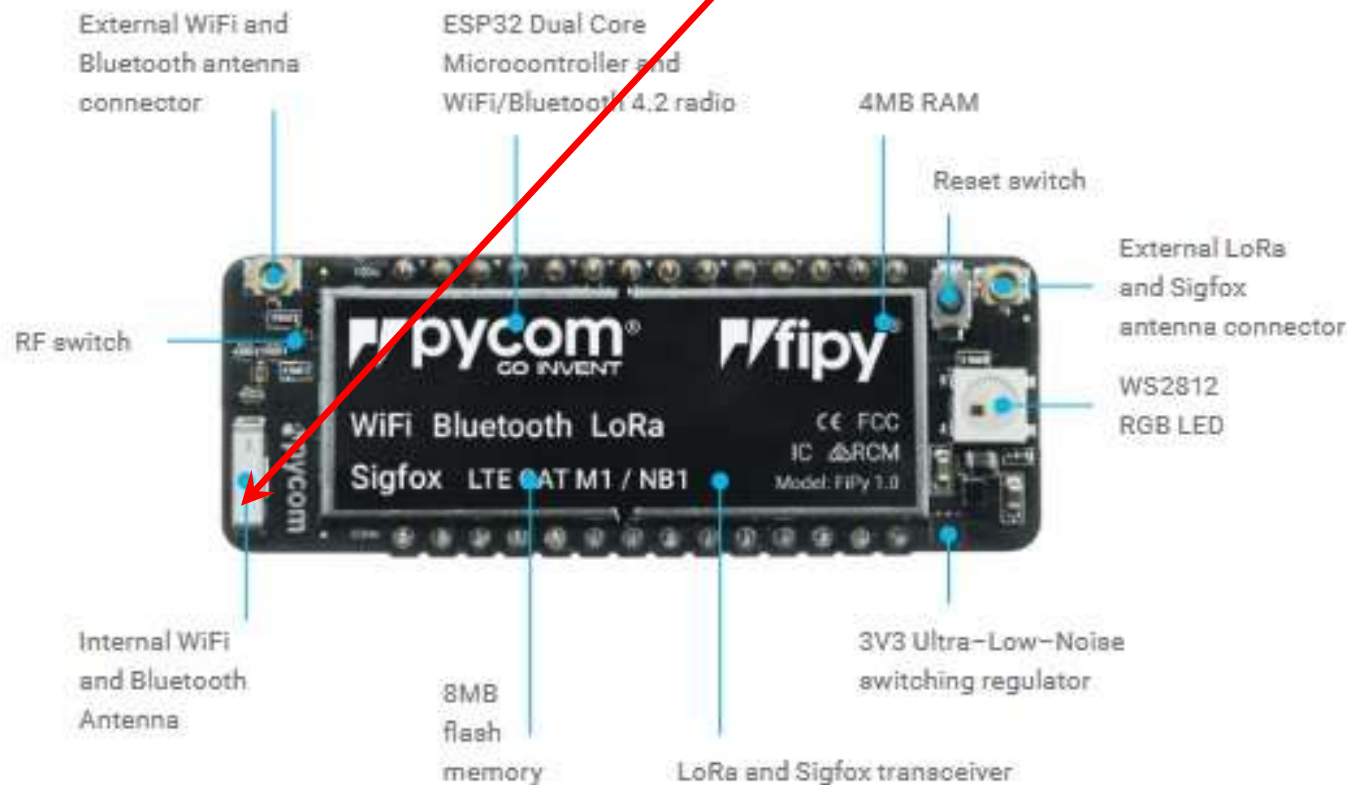 External WiFi and
Bluetooth antenna
connector
ESP32 Dual Core
Microcontroller and
WiFi/Bluetooth 4.2 radio
4MB RAM
Reset switch
External LoRa
and Sigfox
antenna connector
RF switch
WS2812
RGB LED
pycom®
GO INVENT
fipy®
WiFi Bluetooth LoRa
CE FCC
IC RCM
Sigfox LTE CAT M1 / NB1
Model: FiPy 1.0
pycom
Internal WiFi
and Bluetooth
Antenna
8MB
flash
memory
LoRa and Sigfox transceiver
3V3 Ultra-Low-Noise
switching regulator